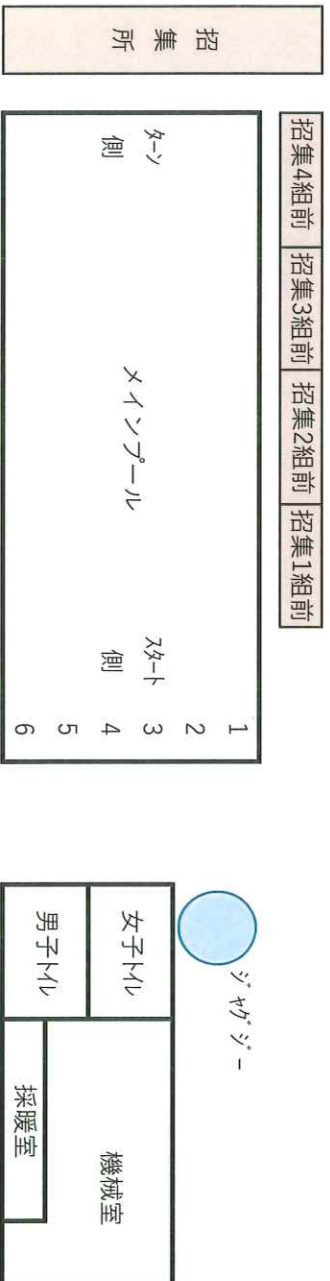 招集所
招集4組前
招集3組前
招集2組前
招集1組前
ターン側
メインプール
スタート側
1
2
3
4
5
6
ジャグジー
女子トイレ
男子トイレ
機械室
採暖室